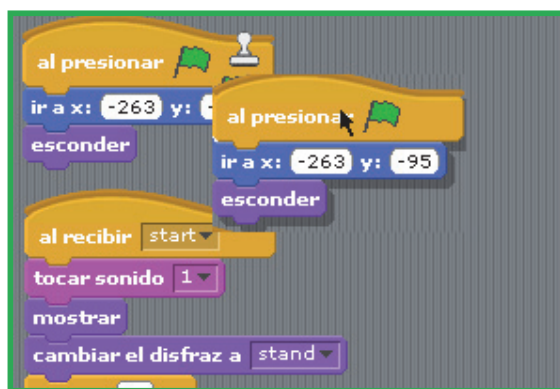 al presionar
ir a x: -263 y: -
esconder
al presionar
ir a x: -263 y: -95
esconder
al recibir start
tocar sonido 1
mostrar
cambiar el disfraz a stand